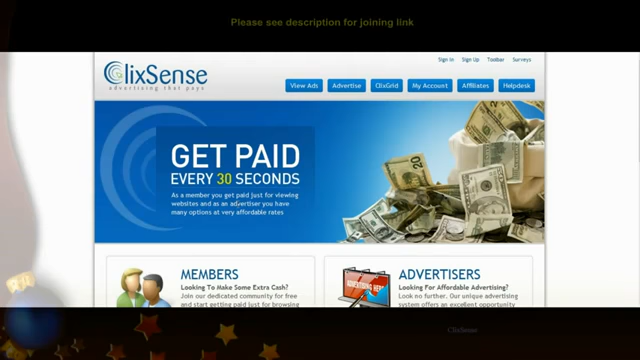 Please see description for joining link
Sign In Sign Up Toolbar Surveys
ClixSense
advertising that pays
View Ads Advertise ClixGrid My Account Affiliates Helpdesk
GET PAID
EVERY 30 SECONDS
As a member you get paid just for viewing
websites and as an advertiser you have
many options at very affordable rates
20
MEMBERS
Looking To Make Some Extra Cash?
Join our dedicated community for free
and start getting paid just for browsing
ADVERTISERS
Looking For Affordable Advertising?
Look no further. Our unique advertising
system offers an excellent opportunity
ADVERTISING HERE
ClixSense